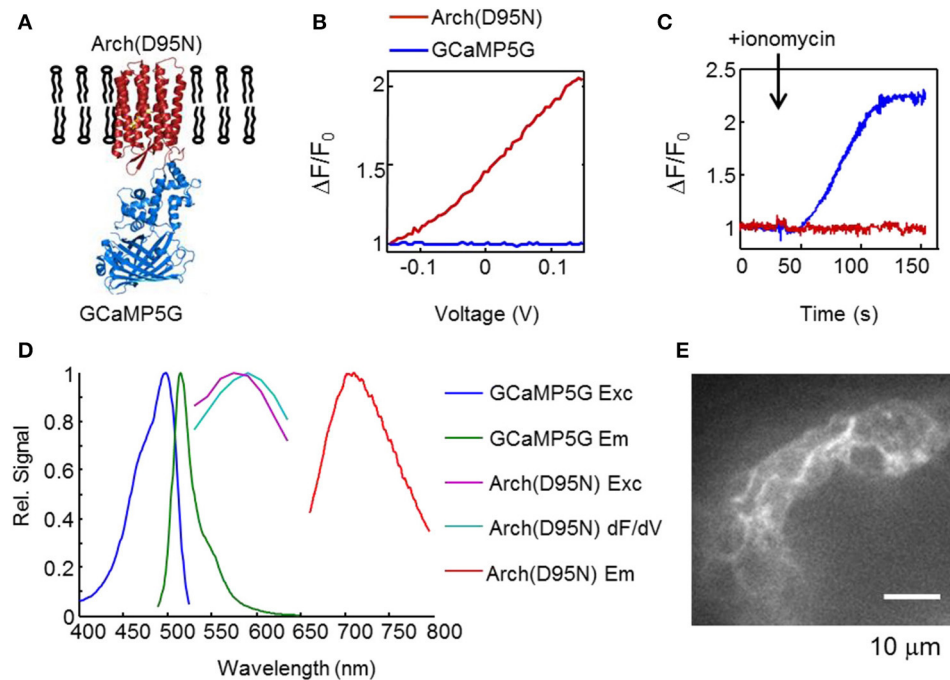 A
Arch(D95N)
GCaMP5G
B
Arch(D95N)
GCaMP5G
ΔF/F0
2
1.5
1
-0.1
0
0.1
Voltage (V)
C
+ionomycin
ΔF/F0
2.5
2
1.5
1
0
50
100
150
Time (s)
D
Rel. Signal
1
0.8
0.6
0.4
0.2
0
400 450 500 550 600 650 700 750 800
Wavelength (nm)
GCaMP5G Exc
GCaMP5G Em
Arch(D95N) Exc
Arch(D95N) dF/dV
Arch(D95N) Em
E
10 μm